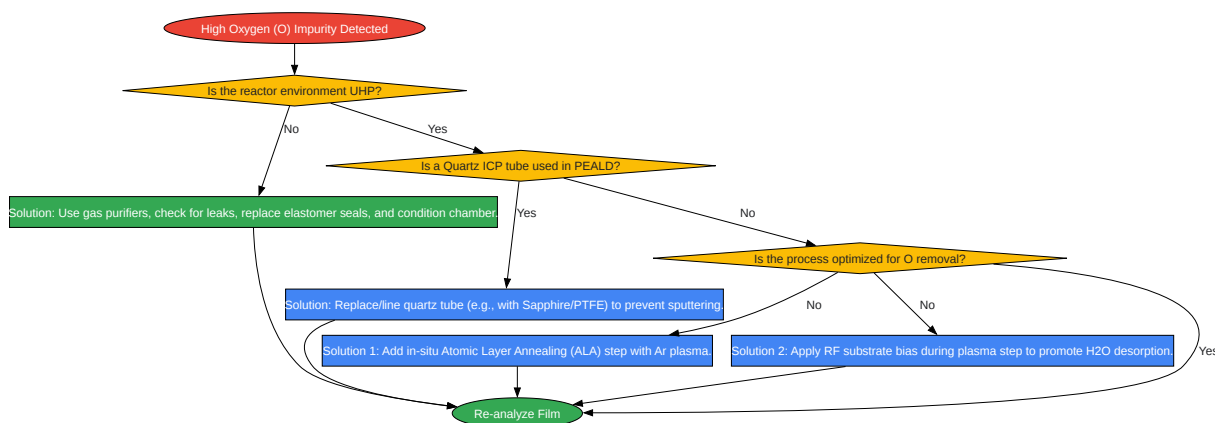 High Oxygen (O) Impurity Detected
Is the reactor environment UHP?
No
Yes
Is a Quartz ICP tube used in PEALD?
Solution: Use gas purifiers, check for leaks, replace elastomer seals, and condition chamber.
Yes
No
Is the process optimized for O removal?
Solution: Replace/line quartz tube (e.g., with Sapphire/PTFE) to prevent sputtering.
No
No
Solution 1: Add in-situ Atomic Layer Annealing (ALA) step with Ar plasma.
Solution 2: Apply RF substrate bias during plasma step to promote H2O desorption.
Yes
Re-analyze Film